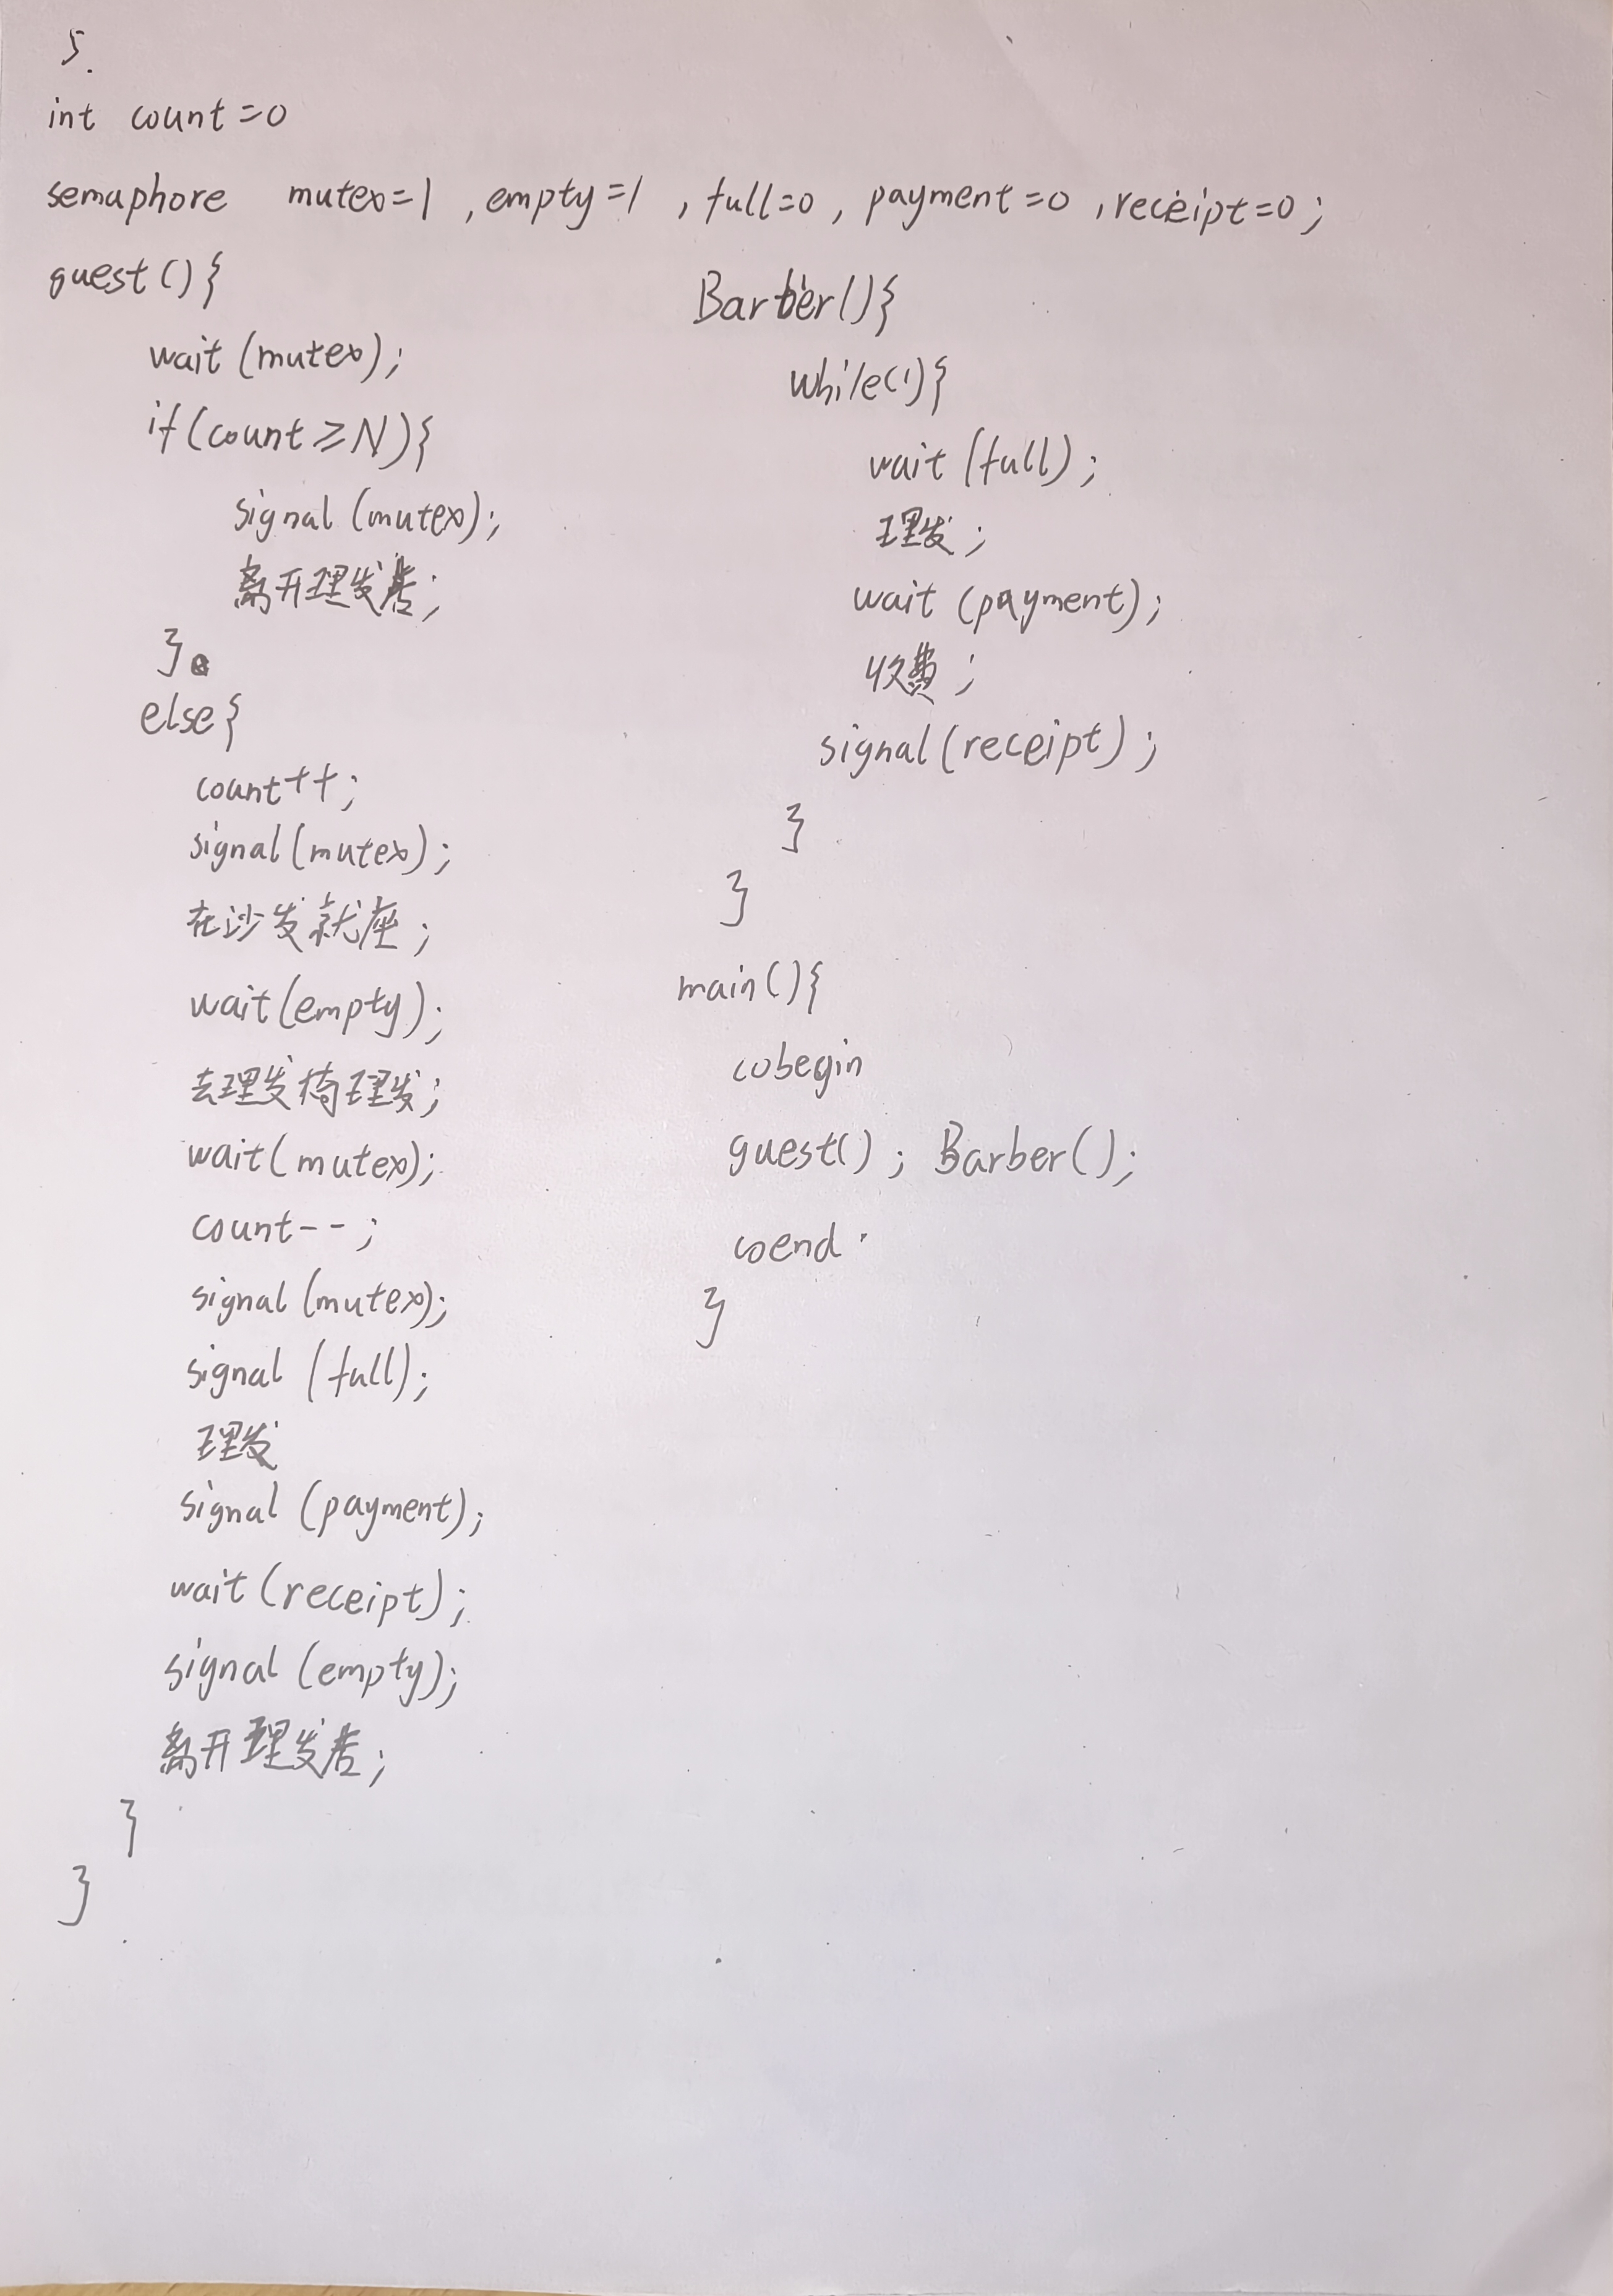 5.
int count=0
semaphore mutex=1 ,empty=1 ,full=0, payment=0 ,receipt=0;
guest(){
wait(mutex);
if(count≥N){
signal(mutex);
离开理发店;
}
else{
count++;
signal(mutex);
在沙发就座;
wait(empty);
去理发椅理发;
wait(mutex);
count--;
signal(mutex);
signal(full);
理发
signal(payment);
wait(receipt);
signal(empty);
离开理发店;
}
}
Barber(){
while(1){
wait(full);
理发;
wait(payment);
收费;
signal(receipt);
}
}
main(){
cobegin
guest(); Barber();
coend
}